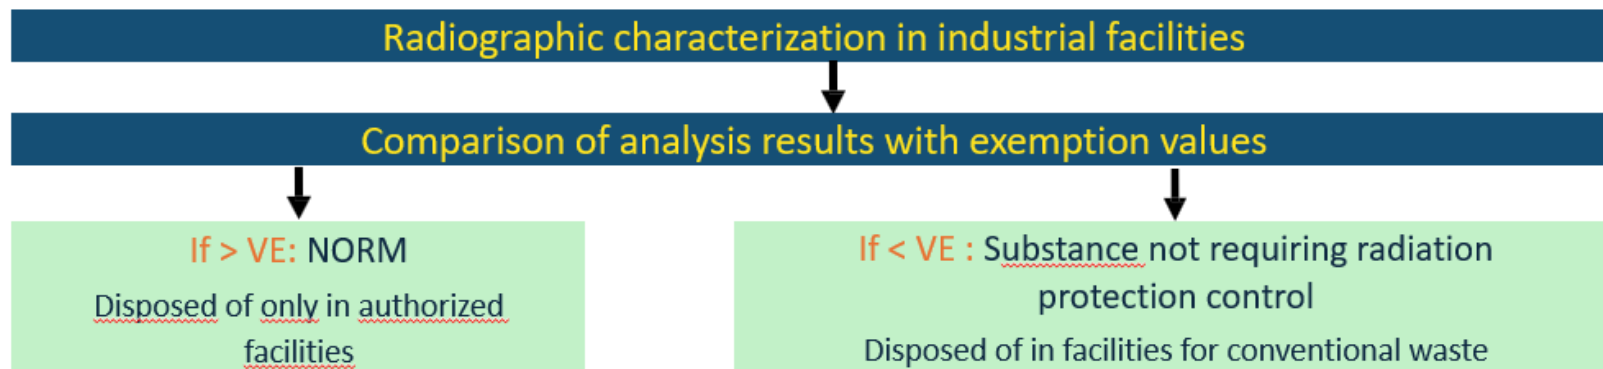 Radiographic characterization in industrial facilities
Comparison of analysis results with exemption values
If > VE: NORM
Disposed of only in authorized
facilities
If < VE : Substance not requiring radiation
protection control
Disposed of in facilities for conventional waste